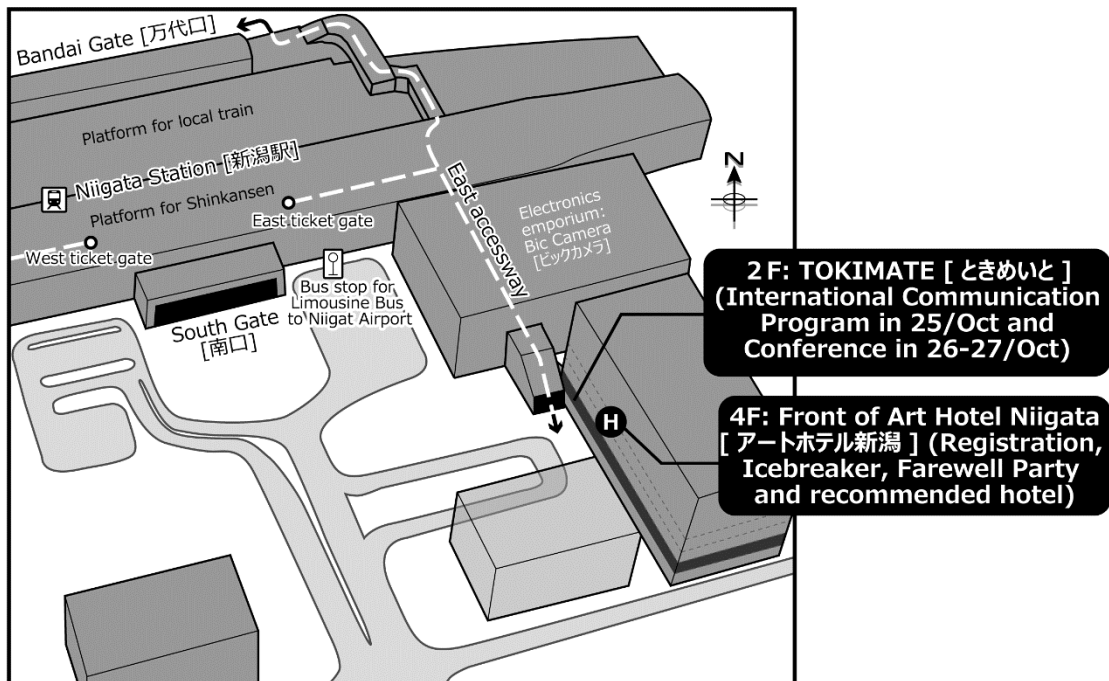 Bandai Gate [万代口]
Platform for local train
Niigata Station [新潟駅]
Platform for Shinkansen
East ticket gate
West ticket gate
South Gate
[南口]
Bus stop for
Limousine Bus
to Niigat Airport
East accessway
Electronics
emporium:
Bic Camera
[ビックカメラ]
N
2F: TOKIMATE [ ときめいと ]
(International Communication
Program in 25/Oct and
Conference in 26-27/Oct)
H
4F: Front of Art Hotel Niigata
[ アートホテル新潟 ] (Registration,
Icebreaker, Farewell Party
and recommended hotel)